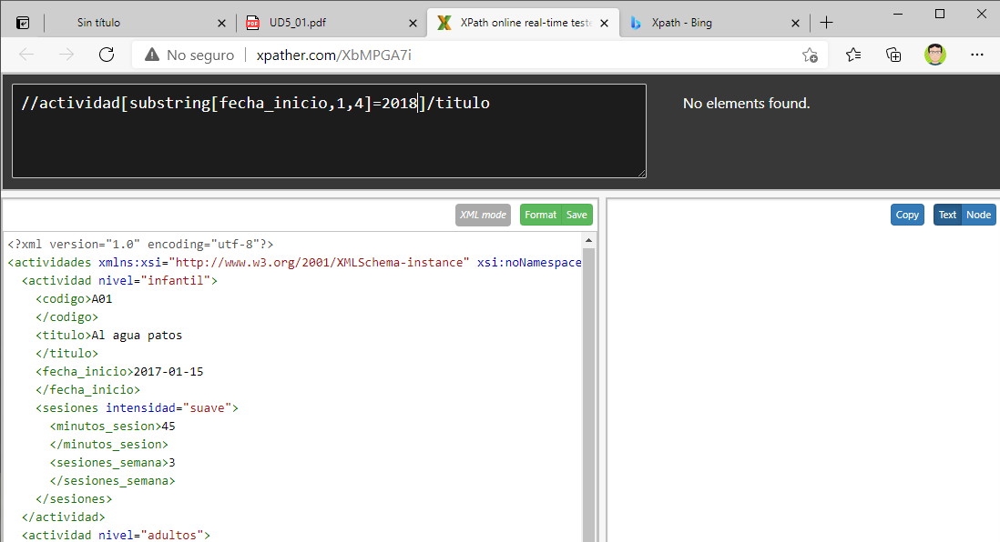 Sin título
UD5_01.pdf
XPath online real-time teste
Xpath - Bing
No seguro
xpather.com/XbMPGA7i
//actividad[substring[fecha_inicio,1,4]=2018]/titulo
No elements found.
XML mode
Format
Save
Copy
Text
Node
<?xml version="1.0" encoding="utf-8"?>
<actividades xmlns:xsi="http://www.w3.org/2001/XMLSchema-instance" xsi:noNamespace
<actividad nivel="infantil">
<codigo>A01
</codigo>
<titulo>Al agua patos
</titulo>
<fecha_inicio>2017-01-15
</fecha_inicio>
<sesiones intensidad="suave">
<minutos_sesion>45
</minutos_sesion>
<sesiones_semana>3
</sesiones_semana>
</sesiones>
</actividad>
<actividad nivel="adultos">